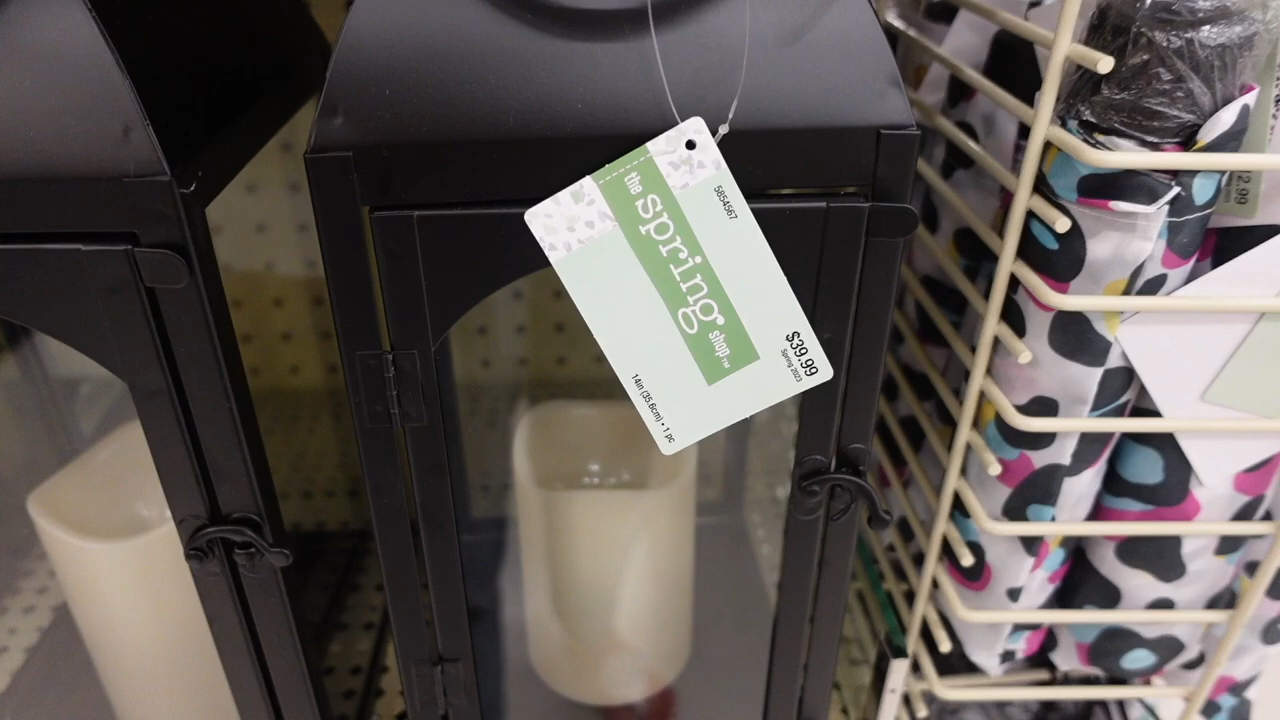 the spring shop™
5854567
$39.99
Spring 2023
14in (35.6cm) • 1 pc
2.99